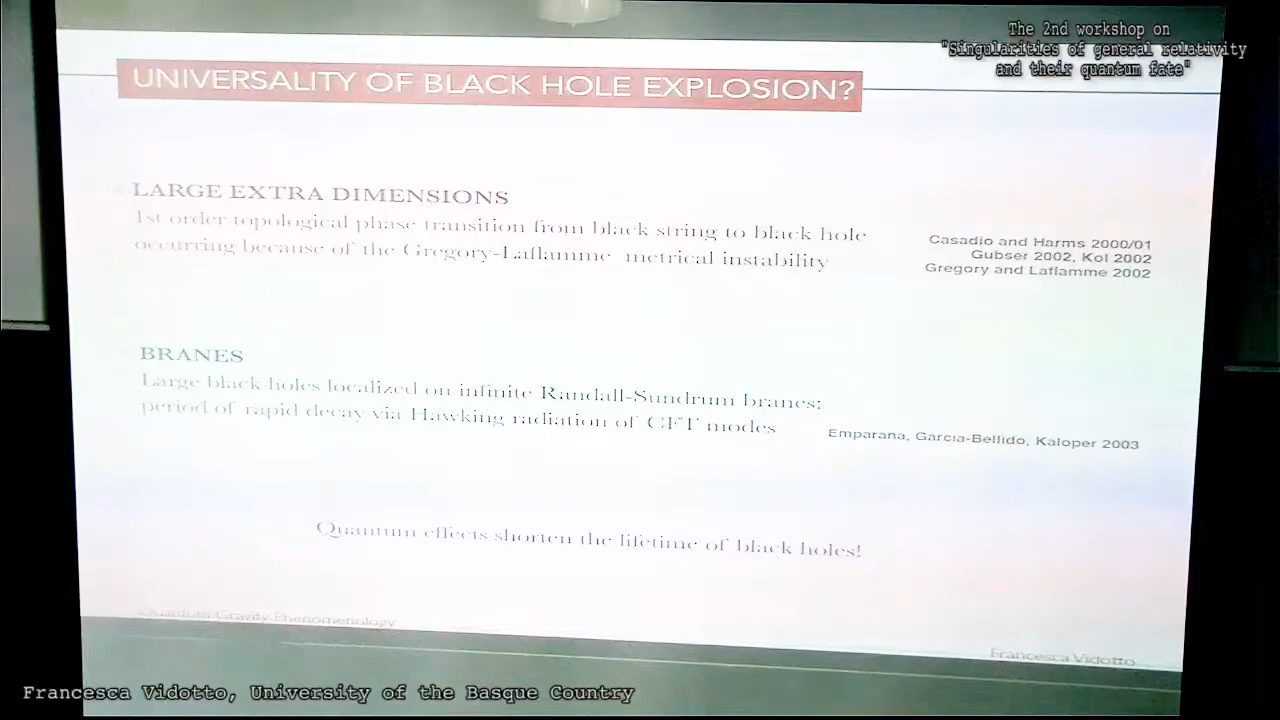 The 2nd workshop on
"Singularities of general relativity
and their quantum fate"
UNIVERSALITY OF BLACK HOLE EXPLOSION?
LARGE EXTRA DIMENSIONS
1st order topological phase transition from black string to black hole
occurring because of the Gregory-Laflamme metrical instability
Casadio and Harms 2000/01
Gubser 2002, Kol 2002
Gregory and Laflamme 2002
BRANES
Large black holes localized on infinite Randall-Sundrum branes:
period of rapid decay via Hawking radiation of CFT modes
Emparana, Garcia-Bellido, Kaloper 2003
Quantum effects shorten the lifetime of black holes!
Quantum Gravity Phenomenology
Francesca Vidotto
Francesca Vidotto, University of the Basque Country